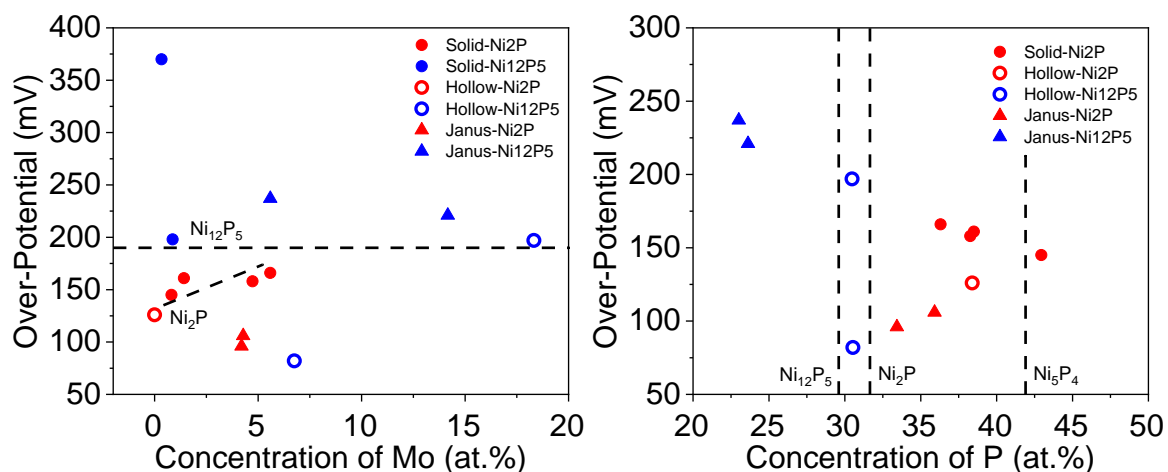 400
350
300
250
200
150
100
50
Over-Potential (mV)
Solid-Ni2P
Solid-Ni12P5
Hollow-Ni2P
Hollow-Ni12P5
Janus-Ni2P
Janus-Ni12P5
Ni₁₂P₅
Ni₂P
0 5 10 15 20
Concentration of Mo (at.%)
300
250
200
150
100
50
Over-Potential (mV)
Solid-Ni2P
Hollow-Ni2P
Hollow-Ni12P5
Janus-Ni2P
Janus-Ni12P5
Ni₁₂P₅ Ni₂P Ni₅P₄
20 25 30 35 40 45 50
Concentration of P (at.%)